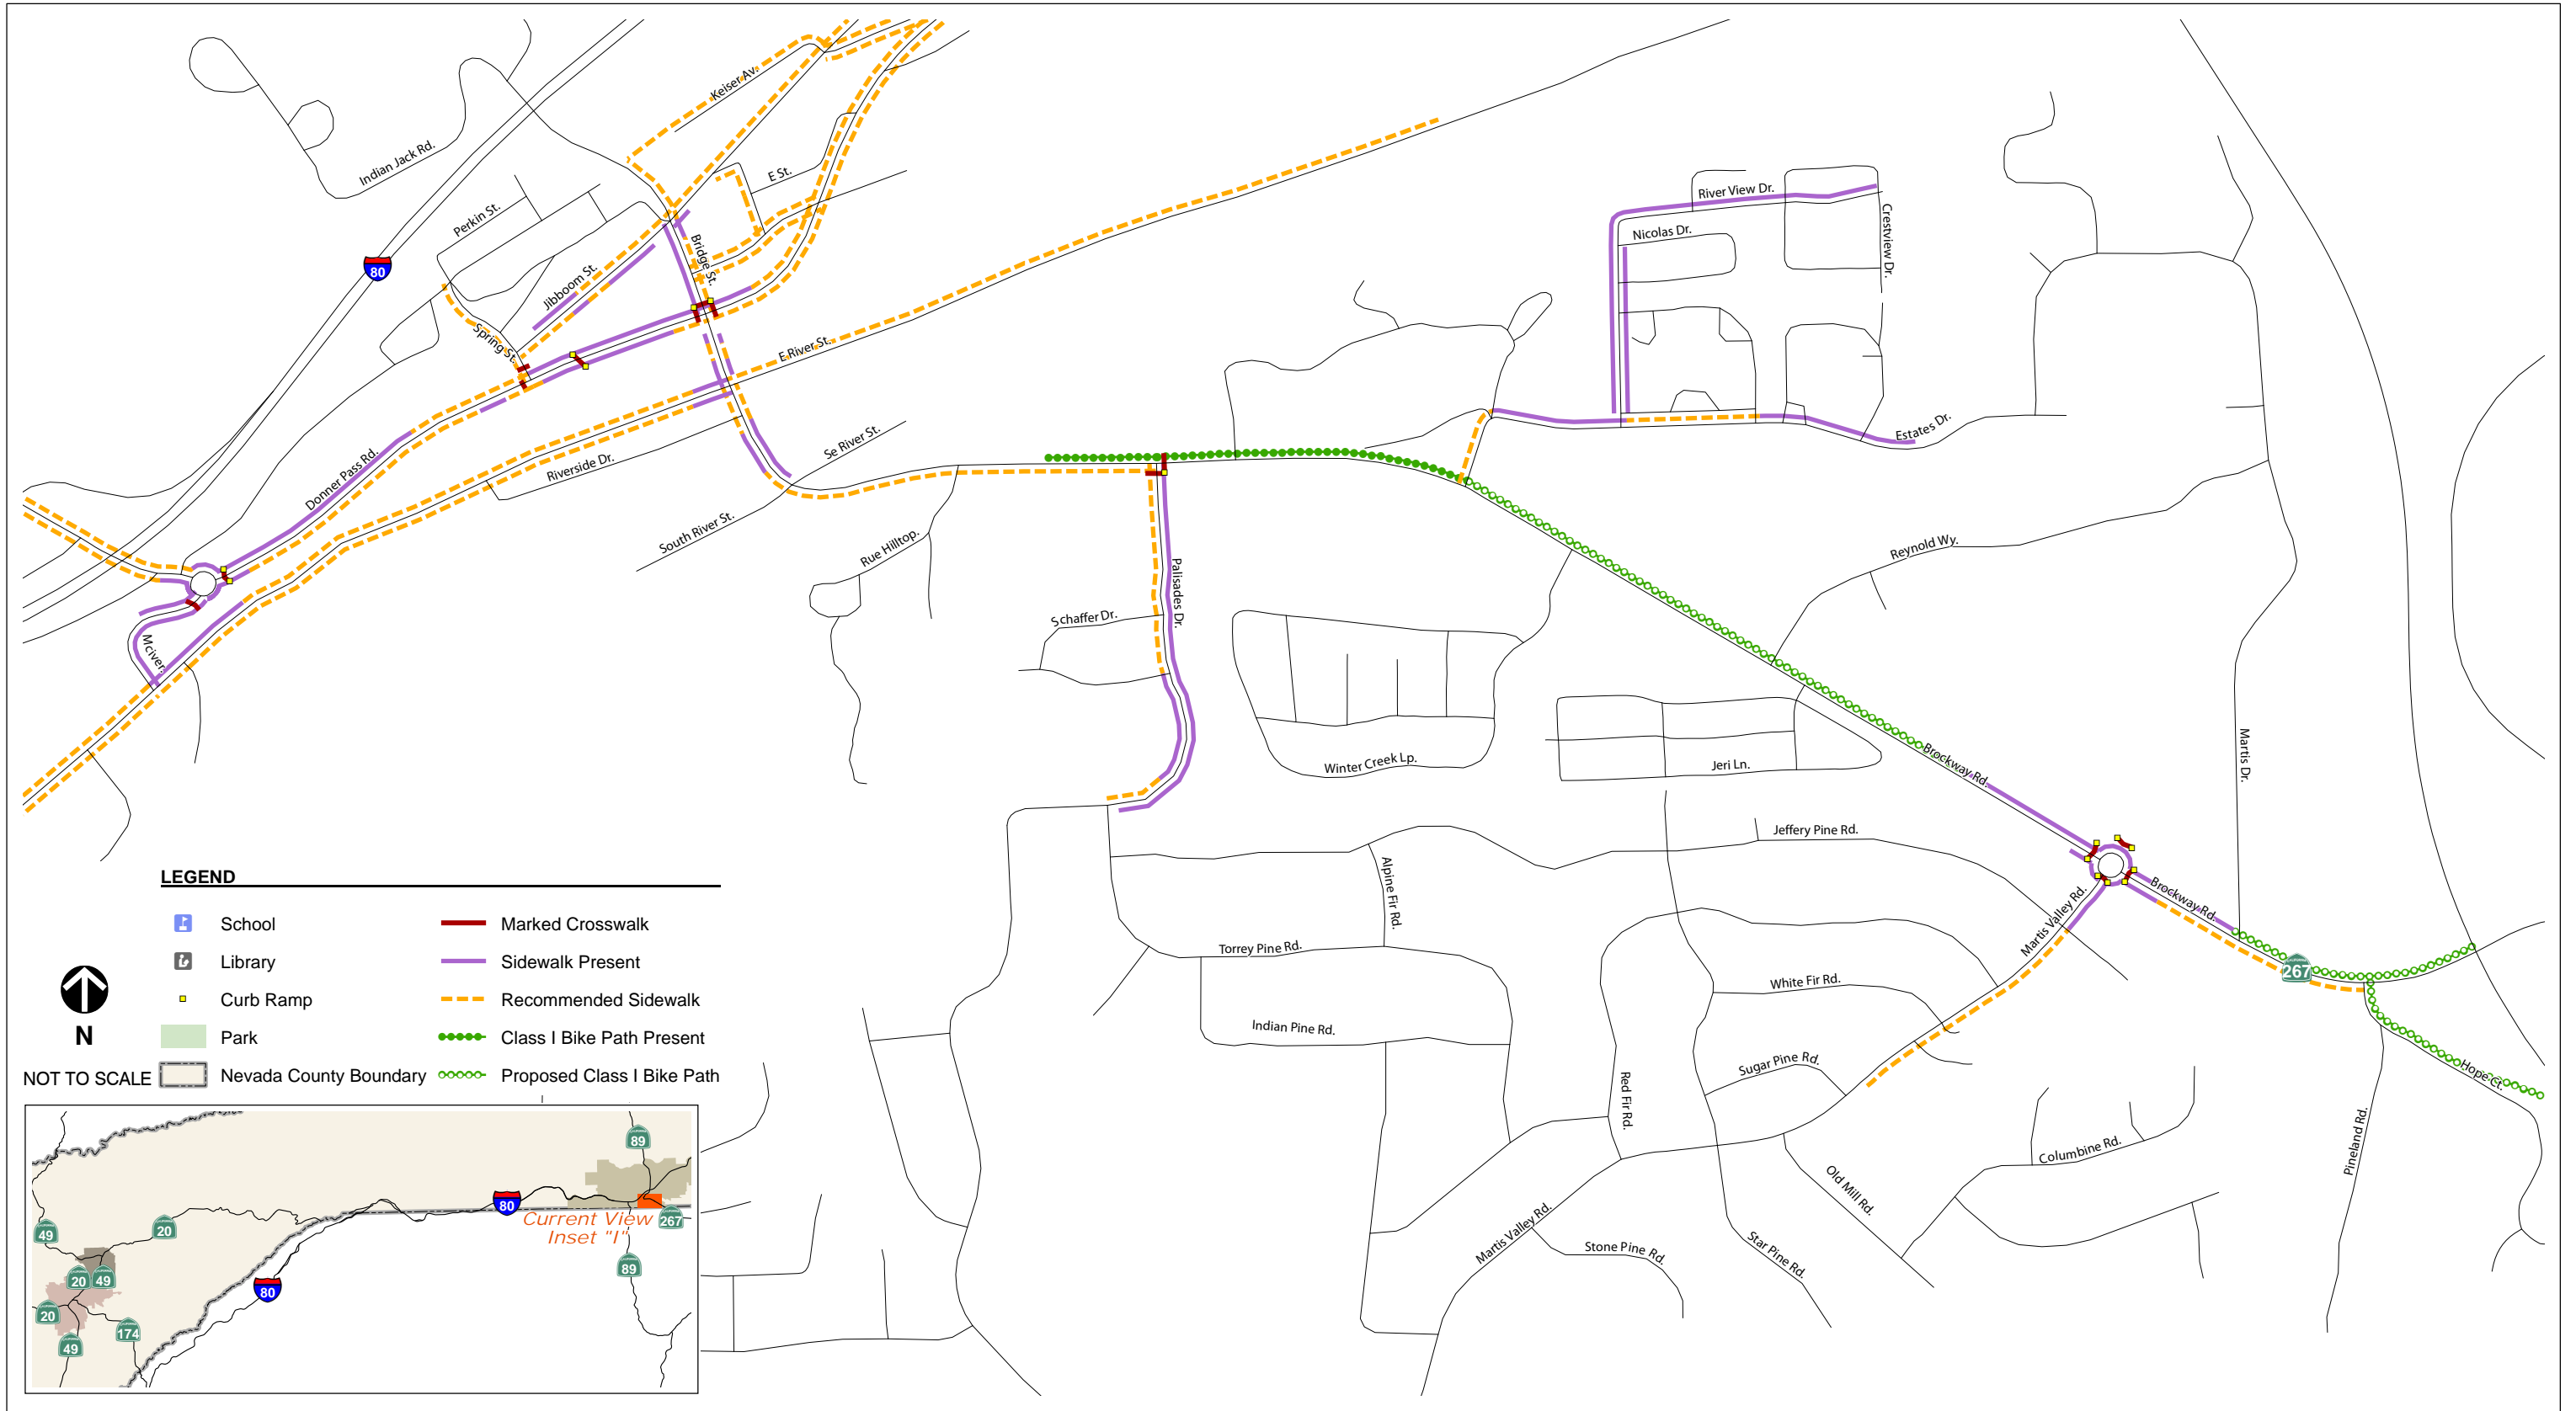 Keiser Av.
Indian Jack Rd.
E St.
Perkin St.
Bridge St.
80
Jibboom St.
Spring St.
E River St.
River View Dr.
Nicolas Dr.
Crestview Dr.
Estates Dr.
Donner Pass Rd.
Riverside Dr.
Se River St.
South River St.
Rue Hilltop.
Mciver.
Schaffer Dr.
Palisades Dr.
Reynold Wy.
Winter Creek Lp.
Jeri Ln.
Brockway Rd.
Martis Dr.
Jeffery Pine Rd.
Alpine Fir Rd.
Torrey Pine Rd.
Indian Pine Rd.
White Fir Rd.
Martis Valley Rd.
Brockway Rd.
267
Hope Ct.
Sugar Pine Rd.
Red Fir Rd.
Columbine Rd.
Pineland Rd.
Old Mill Rd.
Martis Valley Rd.
Stone Pine Rd.
Star Pine Rd.
LEGEND
School
Library
Curb Ramp
Park
Nevada County Boundary
Marked Crosswalk
Sidewalk Present
Recommended Sidewalk
Class I Bike Path Present
Proposed Class I Bike Path
N
NOT TO SCALE
89
80
Current View
Inset "I"
267
49
20
20
49
89
80
20
174
49